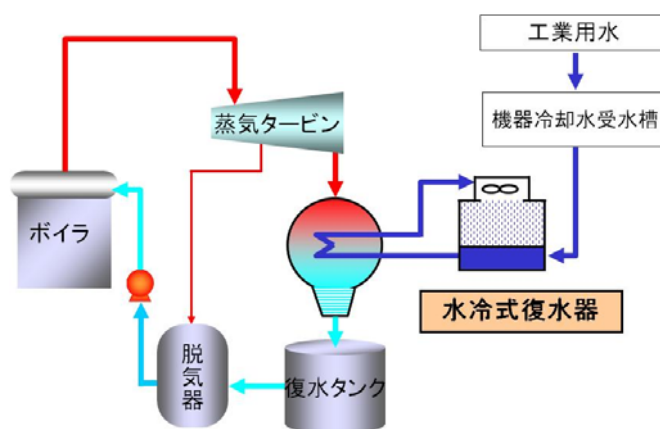 工業用水
蒸気タービン
機器冷却水受水槽
ボイラ
水冷式復水器
脱気器
復水タンク